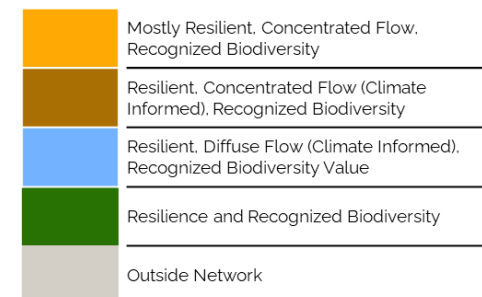 Mostly Resilient, Concentrated Flow,
Recognized Biodiversity
Resilient, Concentrated Flow (Climate
Informed), Recognized Biodiversity
Resilient, Diffuse Flow (Climate Informed),
Recognized Biodiversity Value
Resilience and Recognized Biodiversity
Outside Network